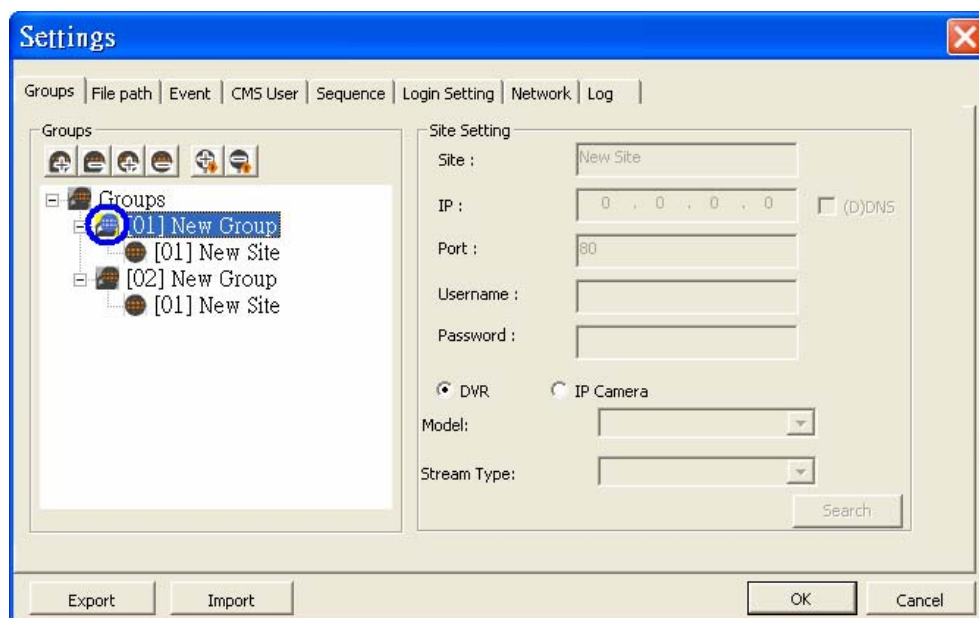 Settings
Groups File path Event CMS User Sequence Login Setting Network Log
Groups
Groups
[01] New Group
[01] New Site
[02] New Group
[01] New Site
Site Setting
Site : New Site
IP : 0 . 0 . 0 . 0 (D)DNS
Port : 80
Username :
Password :
DVR IP Camera
Model:
Stream Type:
Search
Export Import OK Cancel